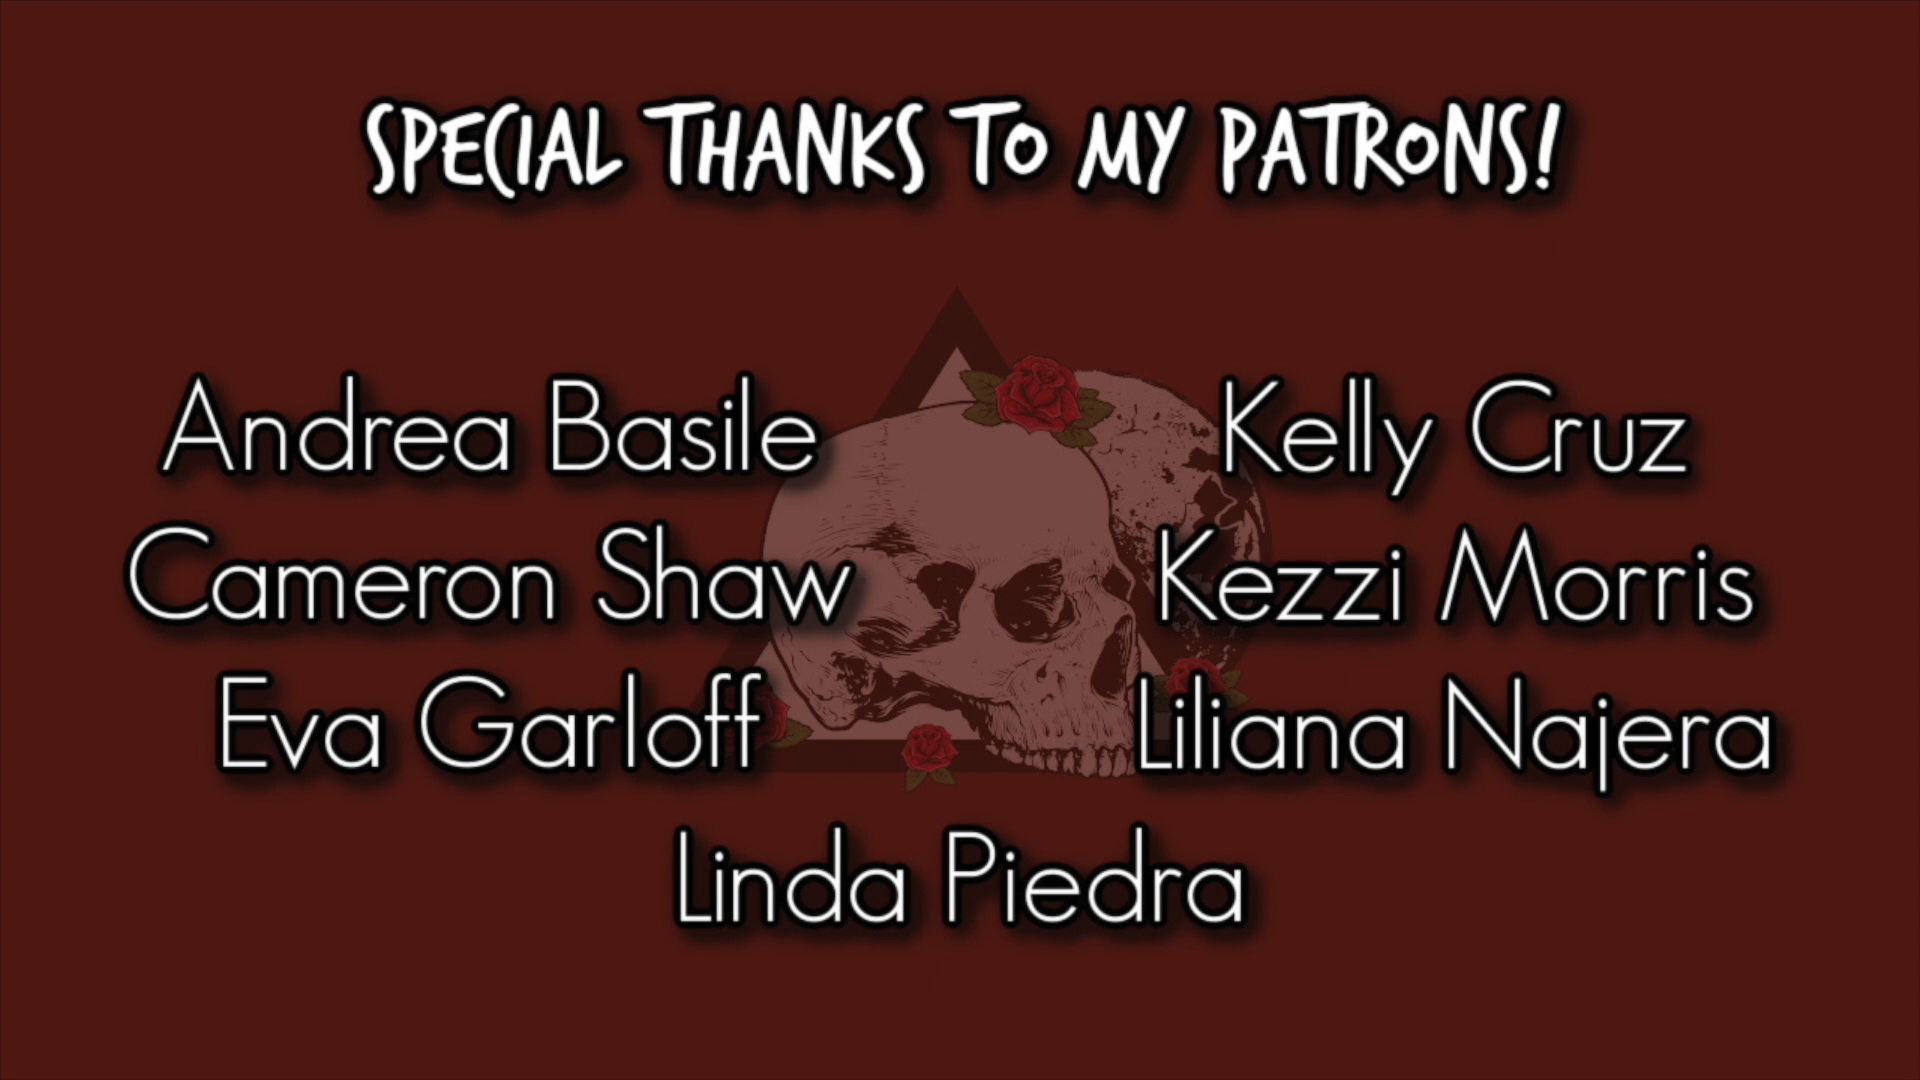 SPECIAL THANKS TO MY PATRONS!
Andrea Basile
Cameron Shaw
Eva Garloff
Kelly Cruz
Kezzi Morris
Liliana Najera
Linda Piedra